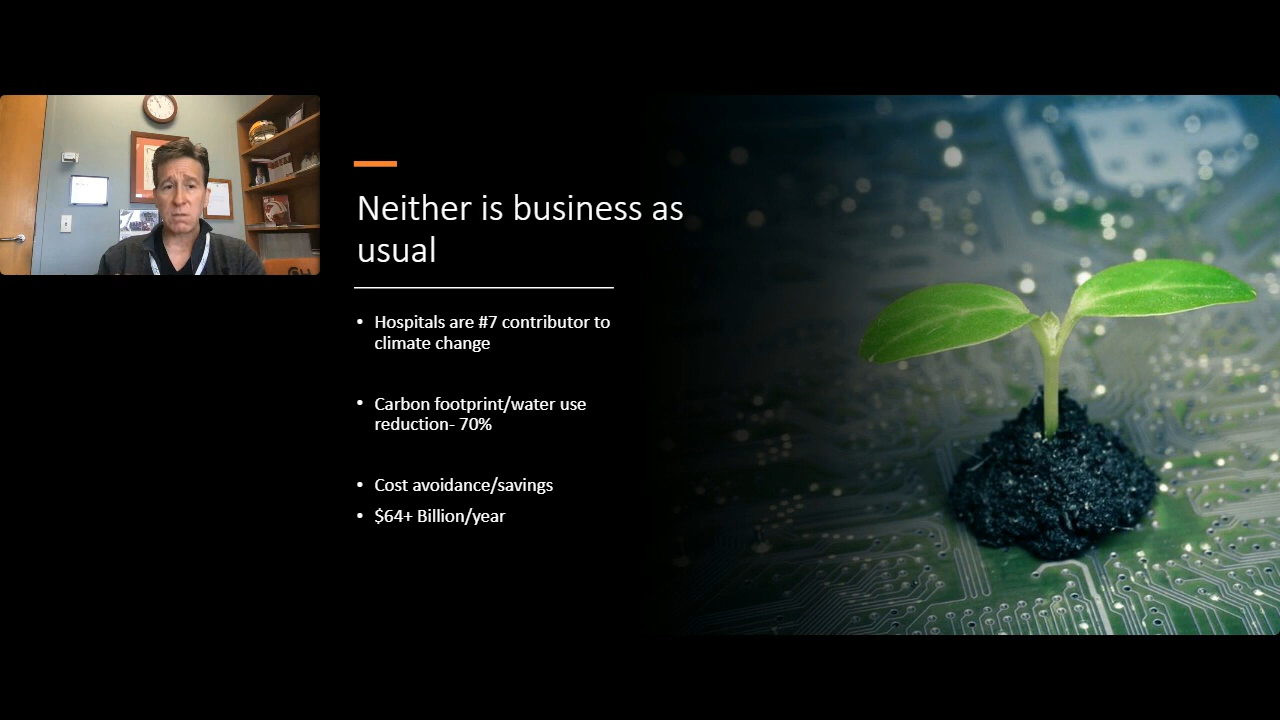 Neither is business as
usual
• Hospitals are #7 contributor to
climate change
• Carbon footprint/water use
reduction- 70%
• Cost avoidance/savings
• $64+ Billion/year